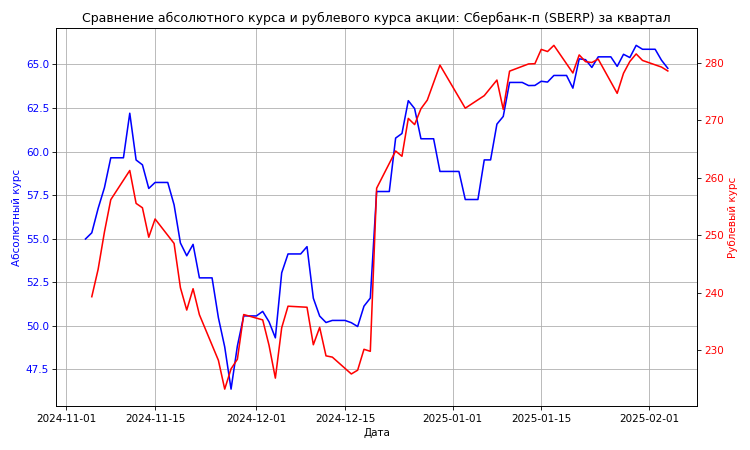 Сравнение абсолютного курса и рублевого курса акции: Сбербанк-п (SBERP) за квартал
Абсолютный курс
65.0
62.5
60.0
57.5
55.0
52.5
50.0
47.5
280
270
260
250
240
230
Рублевый курс
2024-11-01 2024-11-15 2024-12-01 2024-12-15 2025-01-01 2025-01-15 2025-02-01
Дата